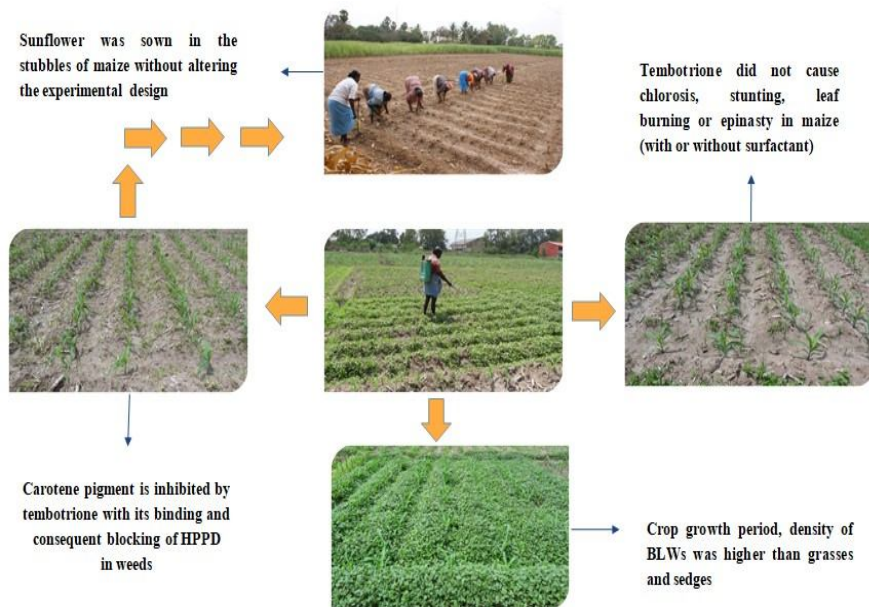 Sunflower was sown in the
stubbles of maize without altering
the experimental design
Tembotrione did not cause
chlorosis, stunting, leaf
burning or epinasty in maize
(with or without surfactant)
Carotene pigment is inhibited by
tembotrione with its binding and
consequent blocking of HPPD
in weeds
Crop growth period, density of
BLWs was higher than grasses
and sedges